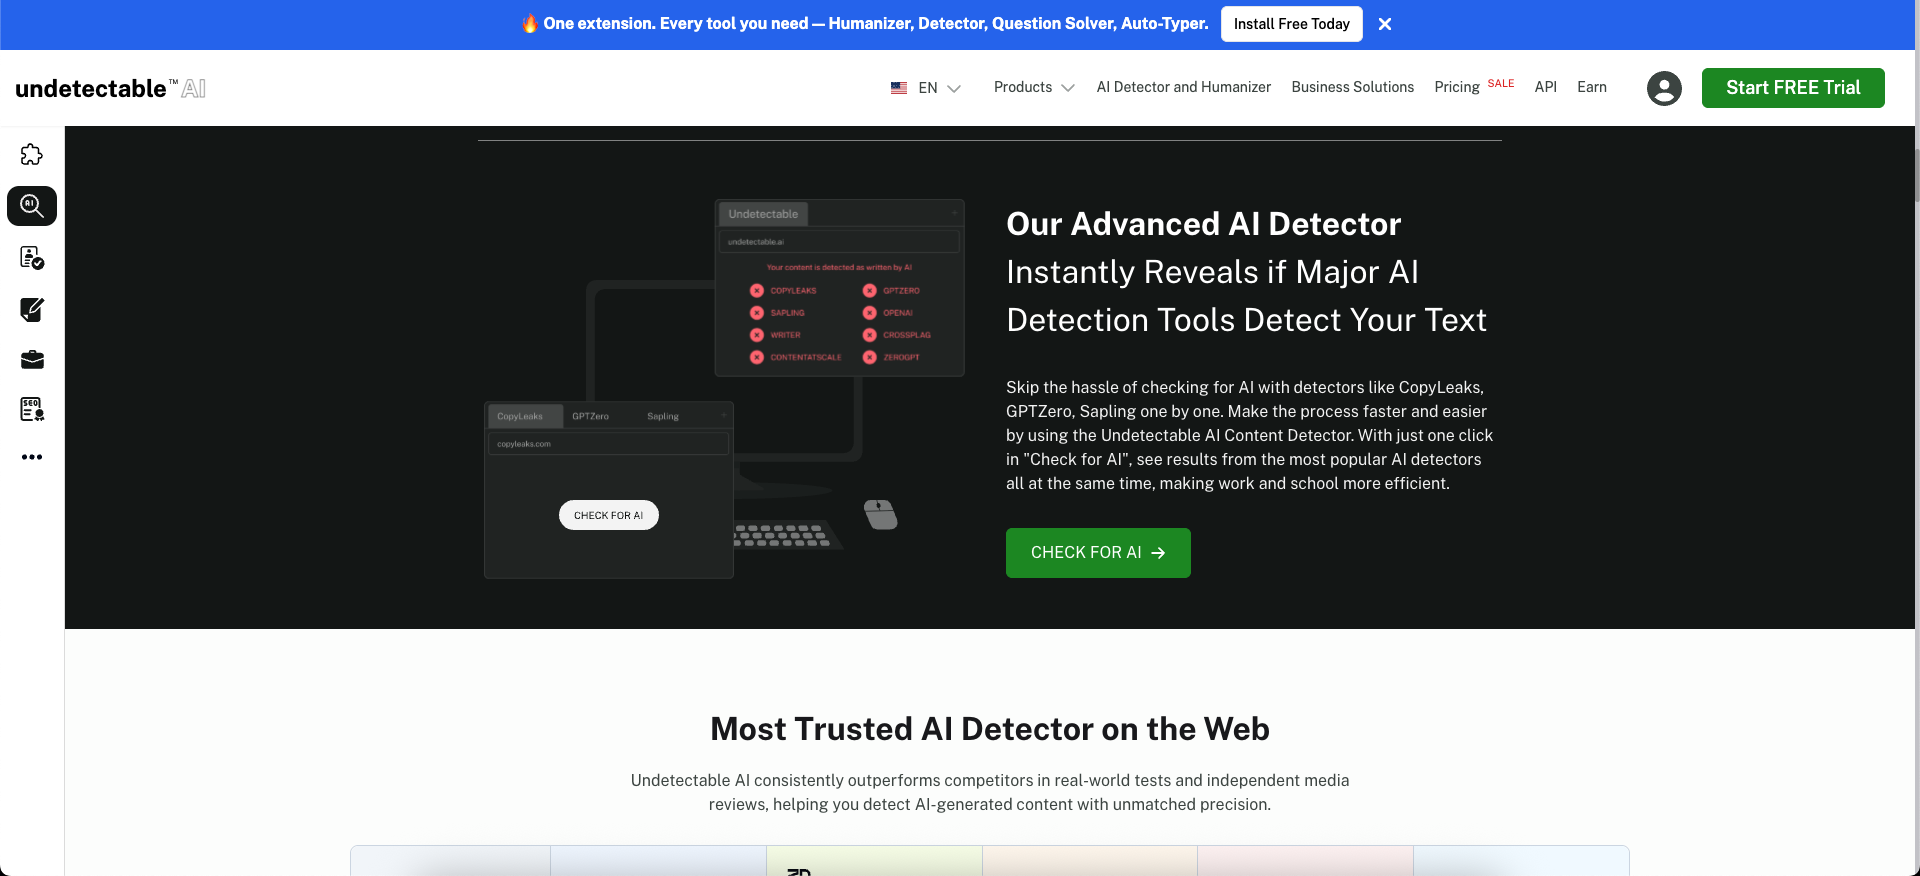 🔥 One extension. Every tool you need — Humanizer, Detector, Question Solver, Auto-Typer.
Install Free Today
undetectable™ AI
EN
Products
AI Detector and Humanizer
Business Solutions
Pricing SALE
API
Earn
Start FREE Trial
AI
SEO
Undetectable
undetectable.ai
Your content is detected as written by AI
COPYLEAKS
GPTZERO
SAPLING
OPENAI
WRITER
CROSSPLAG
CONTENTATSCALE
ZEROGPT
CopyLeaks
GPTZero
Sapling
copyleaks.com
CHECK FOR AI
Our Advanced AI Detector
Instantly Reveals if Major AI
Detection Tools Detect Your Text
Skip the hassle of checking for AI with detectors like CopyLeaks,
GPTZero, Sapling one by one. Make the process faster and easier
by using the Undetectable AI Content Detector. With just one click
in "Check for AI", see results from the most popular AI detectors
all at the same time, making work and school more efficient.
CHECK FOR AI →
Most Trusted AI Detector on the Web
Undetectable AI consistently outperforms competitors in real-world tests and independent media
reviews, helping you detect AI-generated content with unmatched precision.